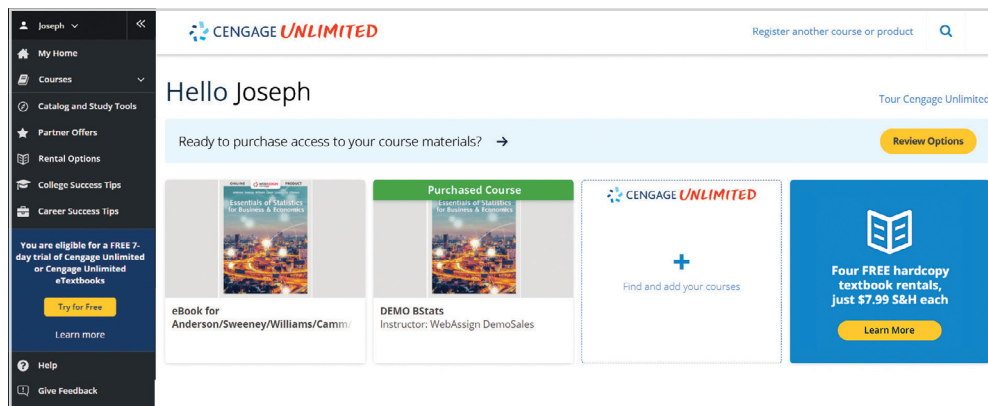 Joseph
My Home
Courses
Catalog and Study Tools
Partner Offers
Rental Options
College Success Tips
Career Success Tips
You are eligible for a FREE 7-
day trial of Cengage Unlimited
or Cengage Unlimited
eTextbooks
Try for Free
Learn more
Help
Give Feedback
CENGAGE UNLIMITED
Register another course or product
Hello Joseph
Tour Cengage Unlimited
Ready to purchase access to your course materials?
Review Options
ONLINE PRODUCT
Essentials of Statistics
for Business & Economics
eBook for
Anderson/Sweeney/Williams/Camm/
Purchased Course
Essentials of Statistics
for Business & Economics
DEMO BStats
Instructor: WebAssign DemoSales
CENGAGE UNLIMITED
Find and add your courses
Four FREE hardcopy
textbook rentals,
just $7.99 S&H each
Learn More